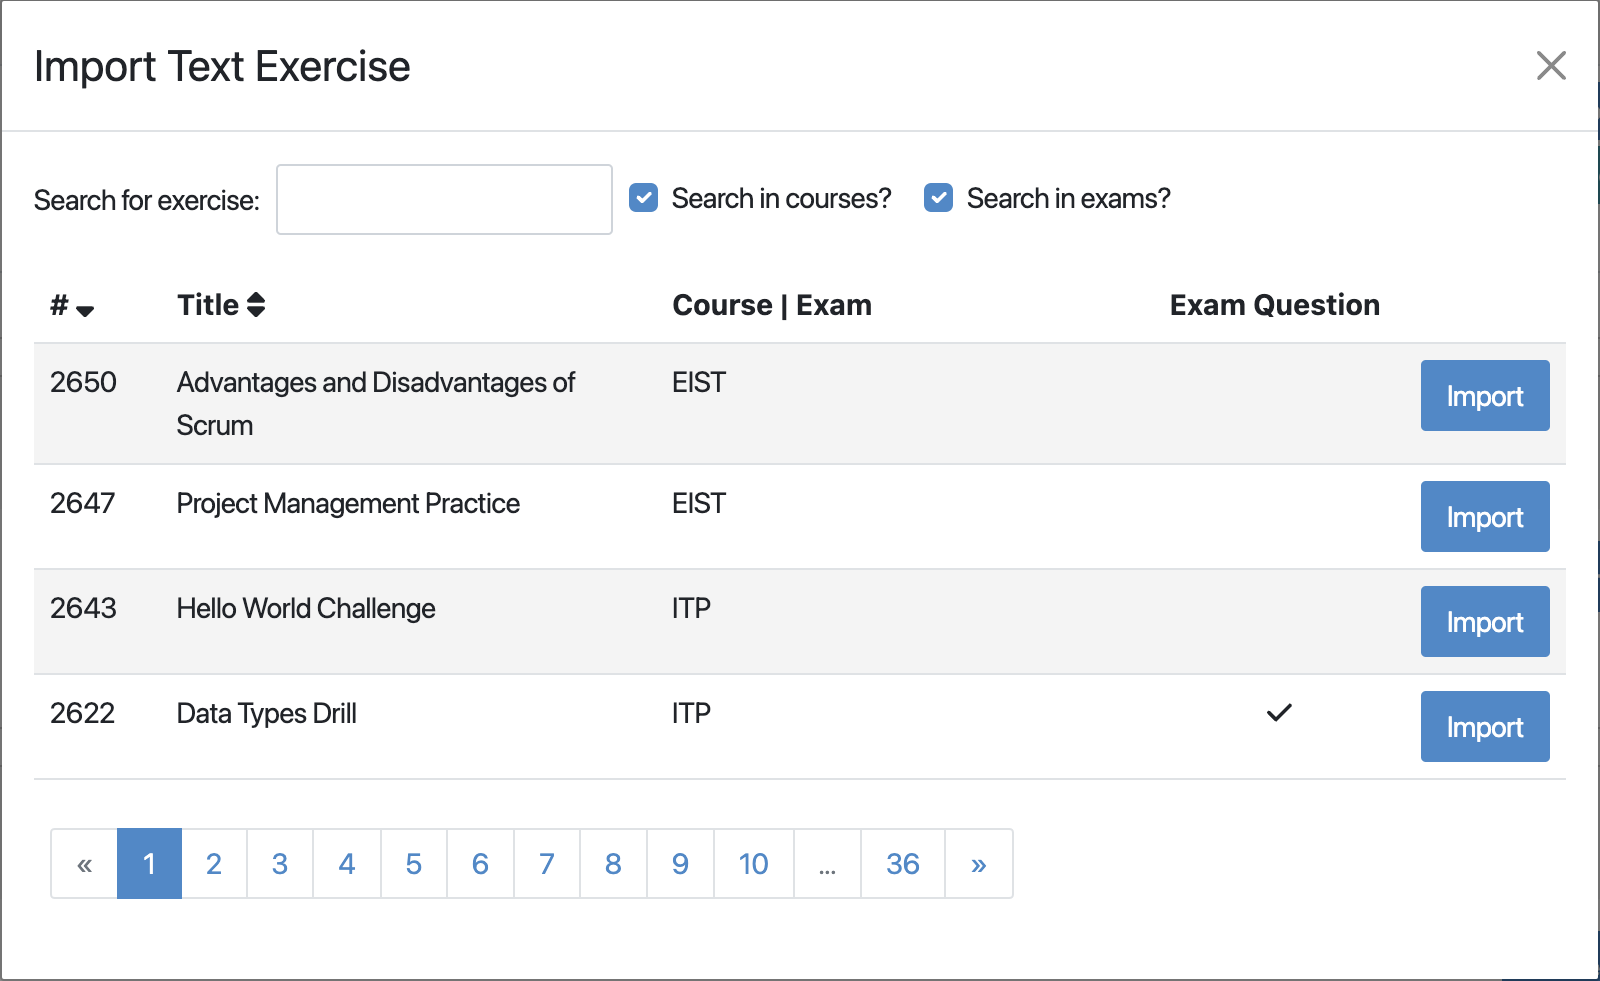 Import Text Exercise
Search for exercise: Search in courses? Search in exams?
# Title Course | Exam Exam Question
2650 Advantages and Disadvantages of EIST Import
Scrum
2647 Project Management Practice EIST Import
2643 Hello World Challenge ITP Import
2622 Data Types Drill ITP Import
« 1 2 3 4 5 6 7 8 9 10 ... 36 »